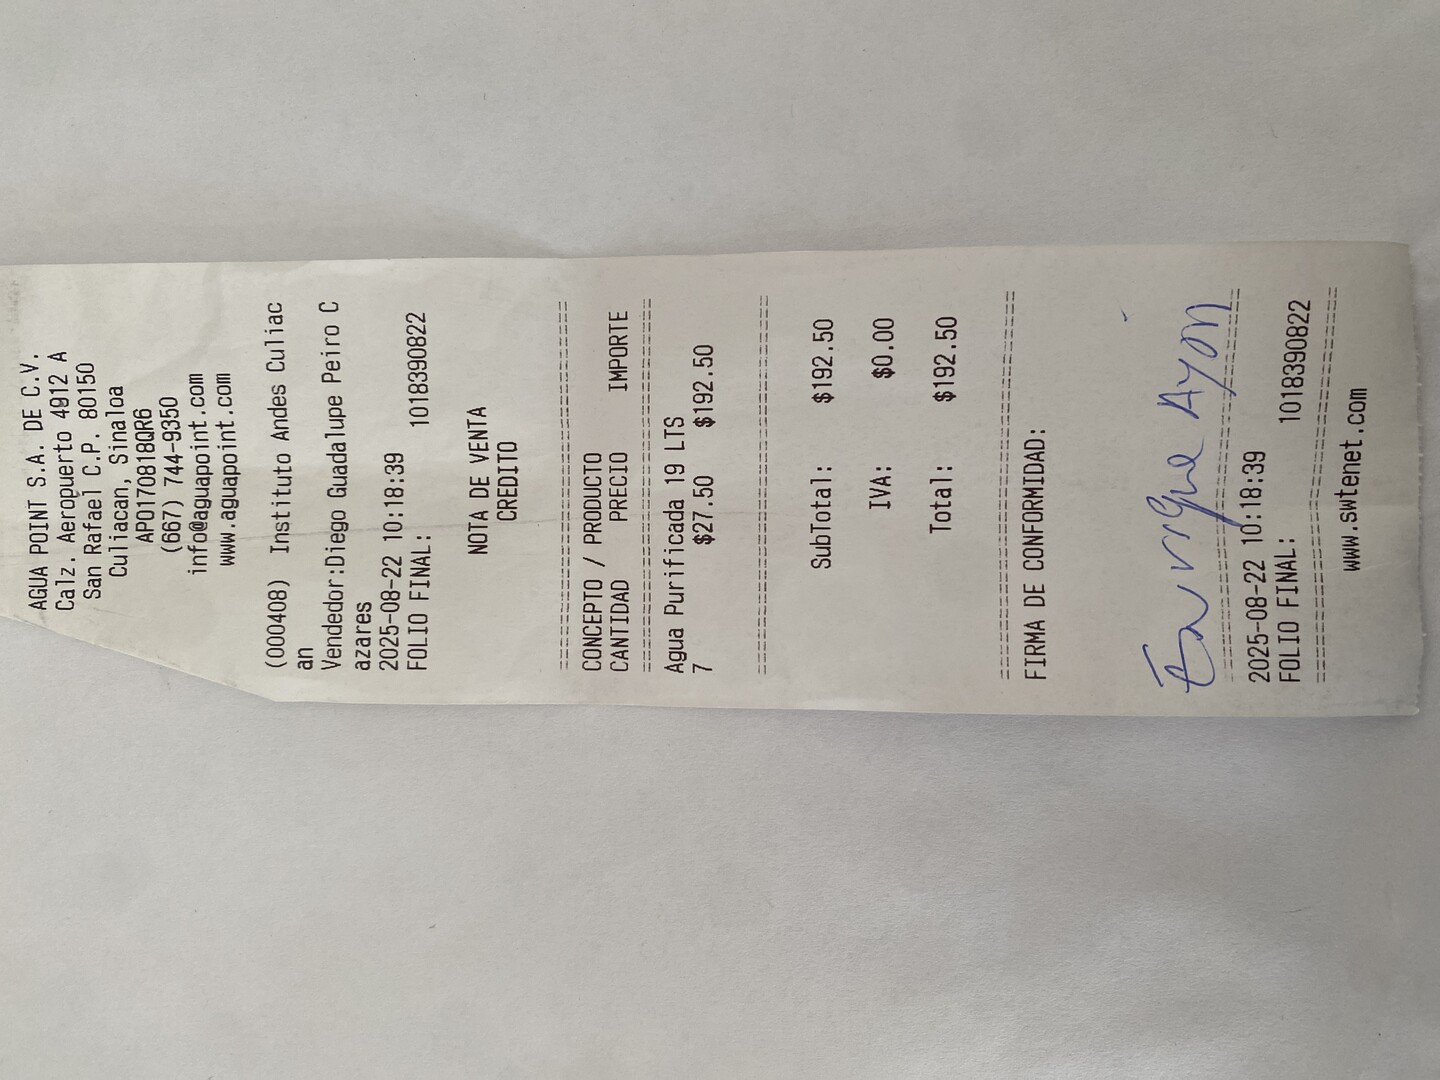 AGUA POINT S.A. DE C.V.
Calz. Aeropuerto 4912 A
San Rafael C.P. 80150
Culiacan, Sinaloa
APO170818QR6
(667) 744-9350
info@aguapoint.com
www.aguapoint.com
(000408) Instituto Andes Culiac
an
Vendedor:Diego Guadalupe Peiro C
azares
2025-08-22 10:18:39
FOLIO FINAL: 1018390822
NOTA DE VENTA
CREDITO
================================
CONCEPTO / PRODUCTO
CANTIDAD PRECIO IMPORTE
================================
Agua Purificada 19 LTS
7 $27.50 $192.50
================================
SubTotal: $192.50
IVA: $0.00
Total: $192.50
================================
FIRMA DE CONFORMIDAD:
Enrique Ayon
================================
2025-08-22 10:18:39
FOLIO FINAL: 1018390822
================================
www.swtenet.com